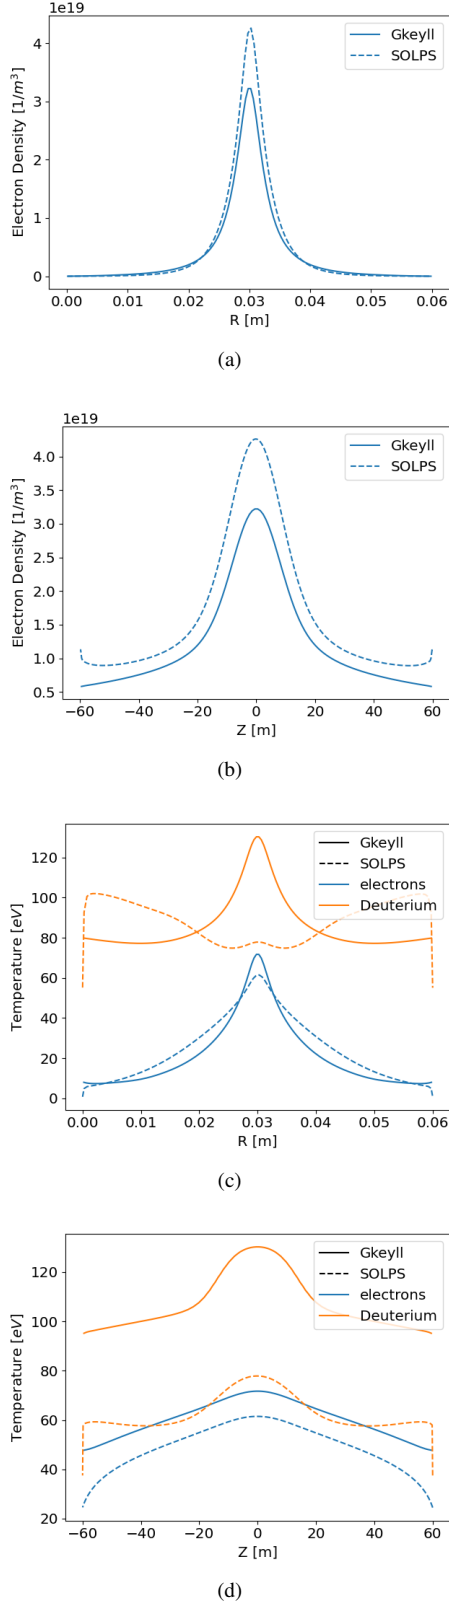 1e19
Gkeyll
SOLPS
4
3
2
1
0
Electron Density [1/m³]
0.00 0.01 0.02 0.03 0.04 0.05 0.06
R [m]
(a)
1e19
Gkeyll
SOLPS
4.0
3.5
3.0
2.5
2.0
1.5
1.0
0.5
Electron Density [1/m³]
−60 −40 −20 0 20 40 60
Z [m]
(b)
Gkeyll
SOLPS
electrons
Deuterium
120
100
80
60
40
20
0
Temperature [eV]
0.00 0.01 0.02 0.03 0.04 0.05 0.06
R [m]
(c)
Gkeyll
SOLPS
electrons
Deuterium
120
100
80
60
40
20
Temperature [eV]
−60 −40 −20 0 20 40 60
Z [m]
(d)